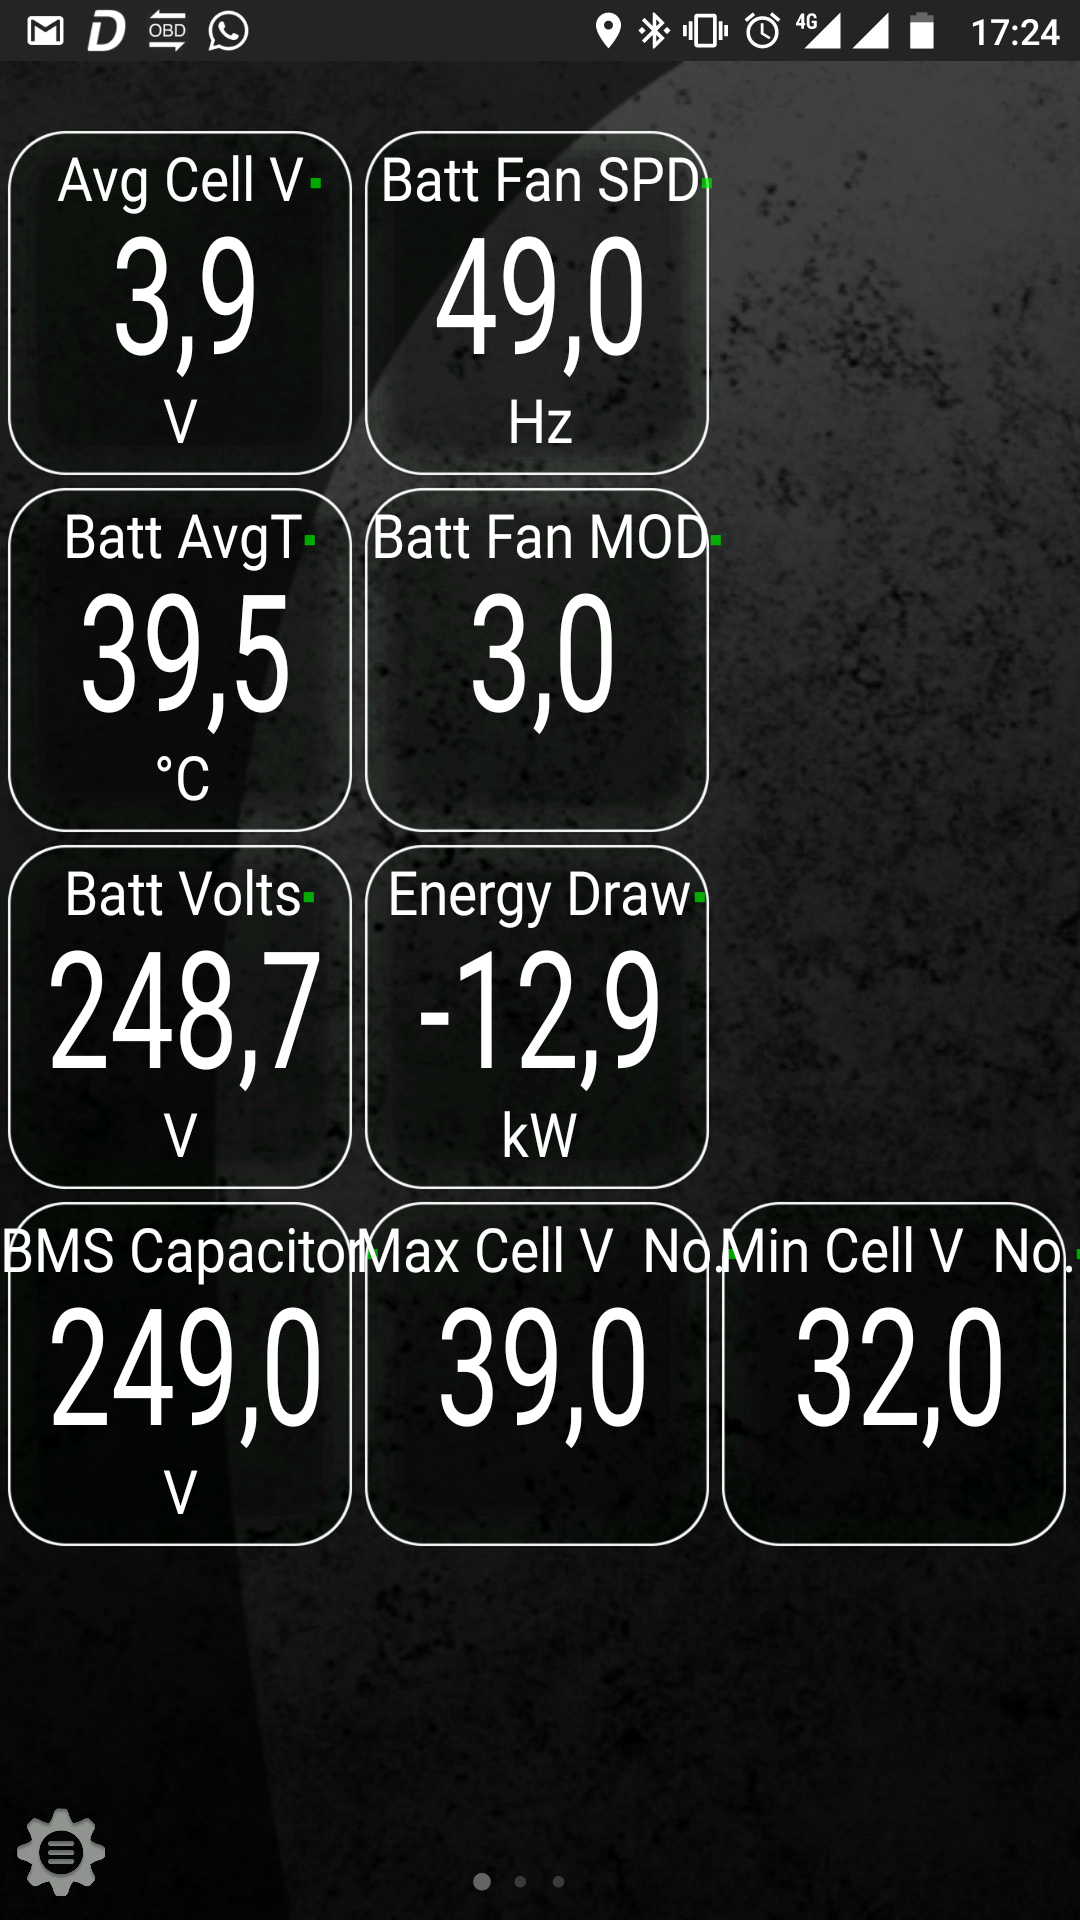 OBD 4G 17:24
Avg Cell V Batt Fan SPD
3,9 49,0
V Hz
Batt AvgT Batt Fan MOD
39,5 3,0
°C
Batt Volts Energy Draw
248,7 -12,9
V kW
BMS Capacitor Max Cell V No. Min Cell V No.
249,0 39,0 32,0
V